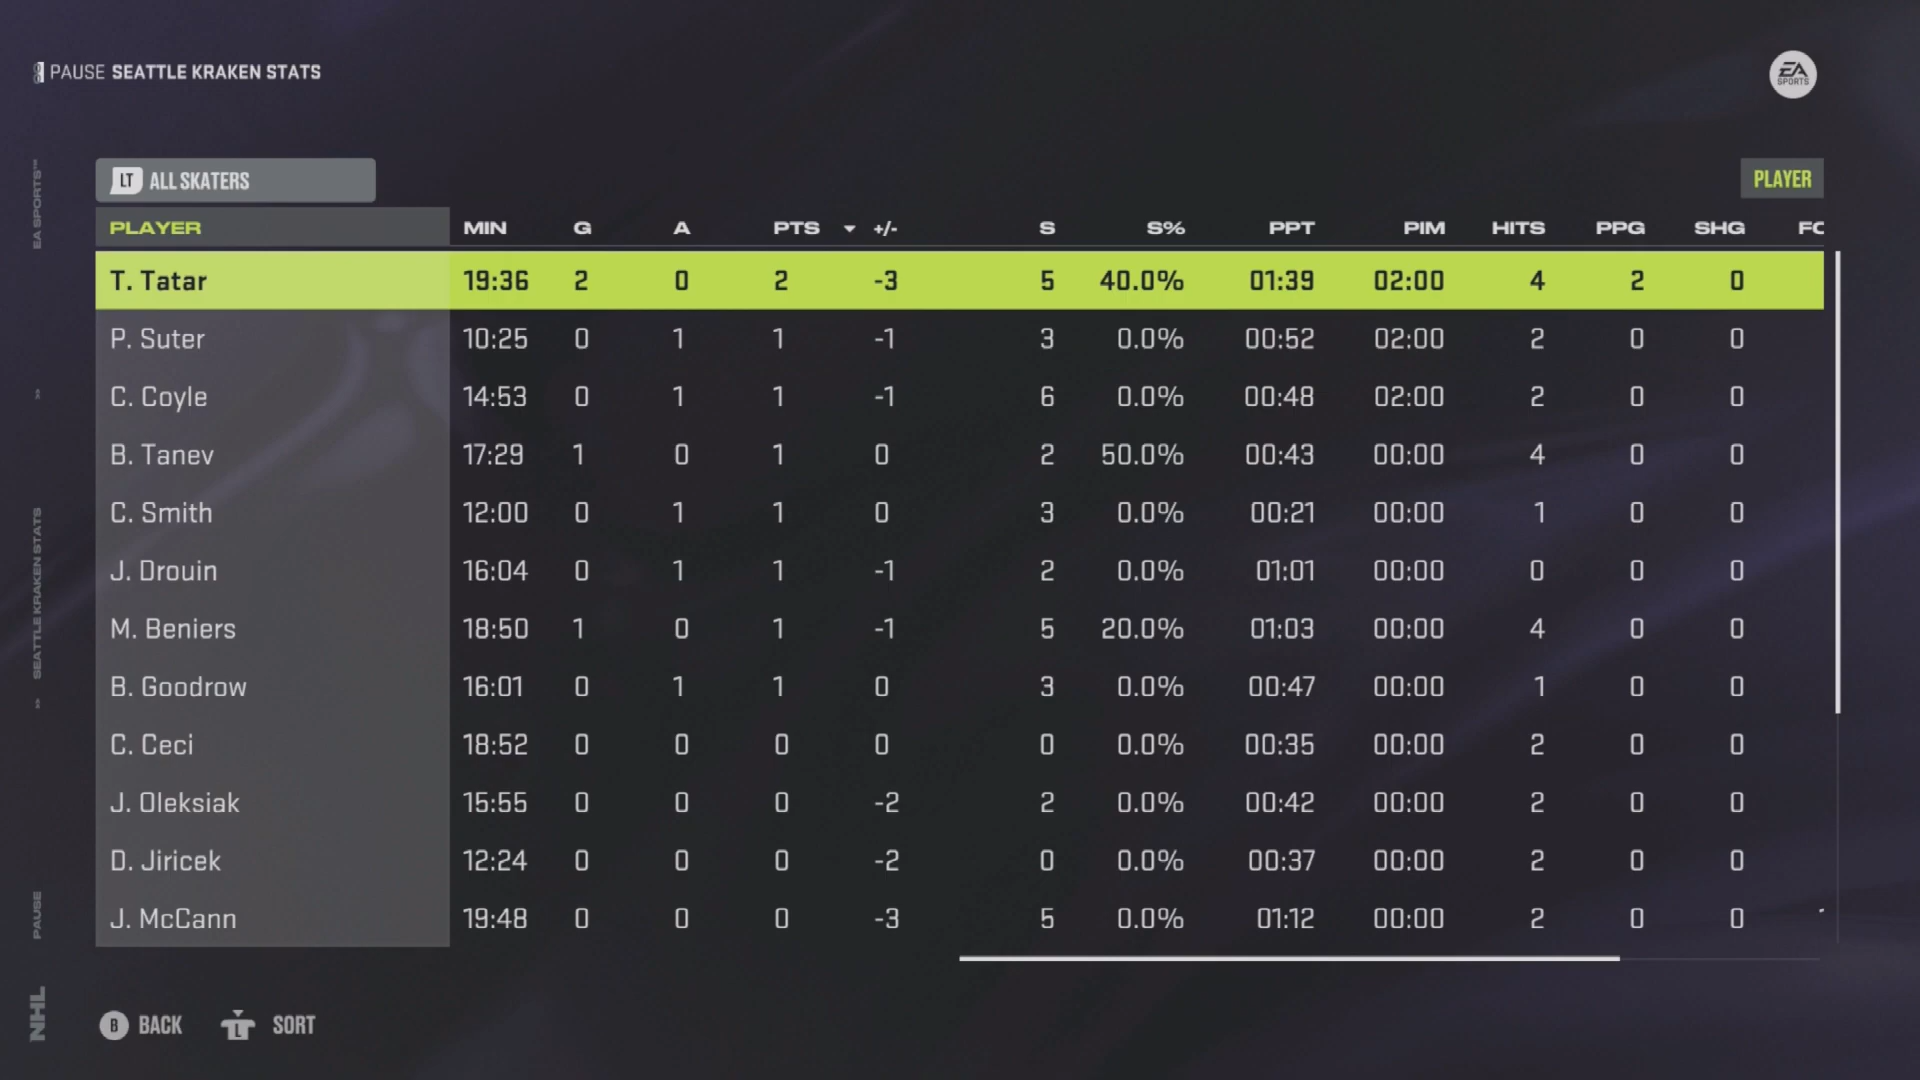 PAUSE SEATTLE KRAKEN STATS
EA SPORTS
LT ALL SKATERS
PLAYER
PLAYER MIN G A PTS +/- S S% PPT PIM HITS PPG SHG FC
T. Tatar 19:36 2 0 2 -3 5 40.0% 01:39 02:00 4 2 0
P. Suter 10:25 0 1 1 -1 3 0.0% 00:52 02:00 2 0 0
C. Coyle 14:53 0 1 1 -1 6 0.0% 00:48 02:00 2 0 0
B. Tanev 17:29 1 0 1 0 2 50.0% 00:43 00:00 4 0 0
C. Smith 12:00 0 1 1 0 3 0.0% 00:21 00:00 1 0 0
J. Drouin 16:04 0 1 1 -1 2 0.0% 01:01 00:00 0 0 0
M. Beniers 18:50 1 0 1 -1 5 20.0% 01:03 00:00 4 0 0
B. Goodrow 16:01 0 1 1 0 3 0.0% 00:47 00:00 1 0 0
C. Ceci 18:52 0 0 0 0 0 0.0% 00:35 00:00 2 0 0
J. Oleksiak 15:55 0 0 0 -2 2 0.0% 00:42 00:00 2 0 0
D. Jiricek 12:24 0 0 0 -2 0 0.0% 00:37 00:00 2 0 0
J. McCann 19:48 0 0 0 -3 5 0.0% 01:12 00:00 2 0 0
B BACK L SORT
NHL PAUSE SEATTLE KRAKEN STATS EA SPORTS™